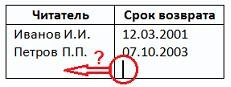 Читатель Срок возврата
Иванов И.И. 12.03.2001
Петров П.П. 07.10.2003
?